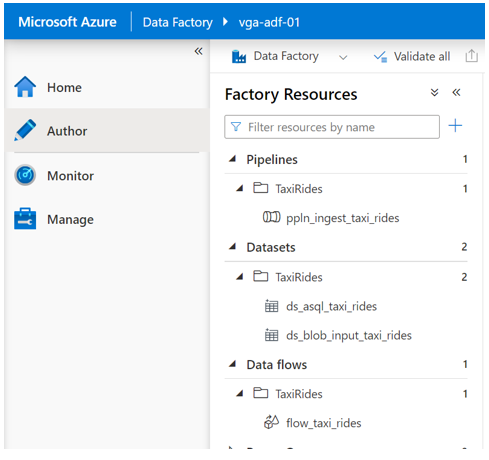 Microsoft Azure Data Factory vga-adf-01
Data Factory Validate all
Home
Author
Monitor
Manage
Factory Resources
Filter resources by name
Pipelines 1
TaxiRides 1
ppln_ingest_taxi_rides
Datasets 2
TaxiRides 2
ds_asql_taxi_rides
ds_blob_input_taxi_rides
Data flows 1
TaxiRides 1
flow_taxi_rides